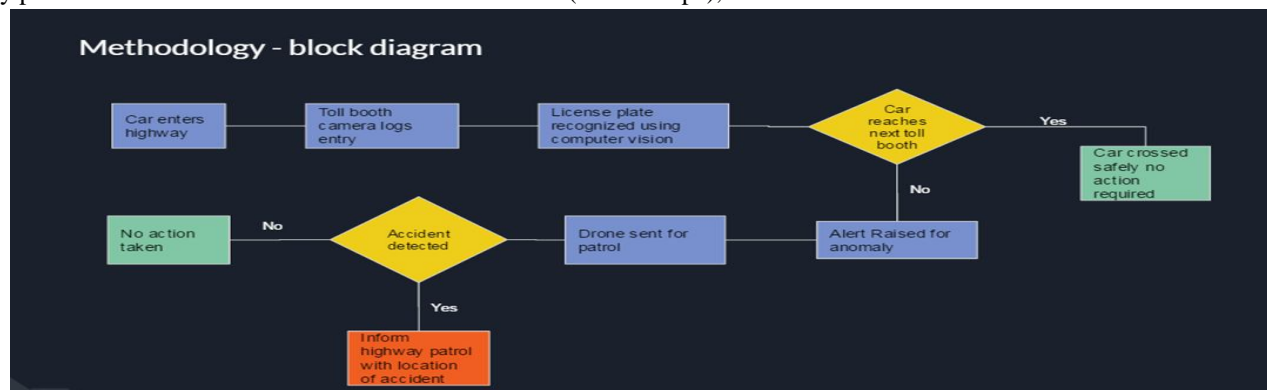 Methodology - block diagram
Car enters
highway
Toll booth
camera logs
entry
License plate
recognized using
computer vision
Car
reaches
next toll
booth
Yes
Car crossed
safely no
action
required
No
Alert Raised for
anomaly
Drone sent for
patrol
Accident
detected
No
No action
taken
Yes
Inform
highway patrol
with location
of accident